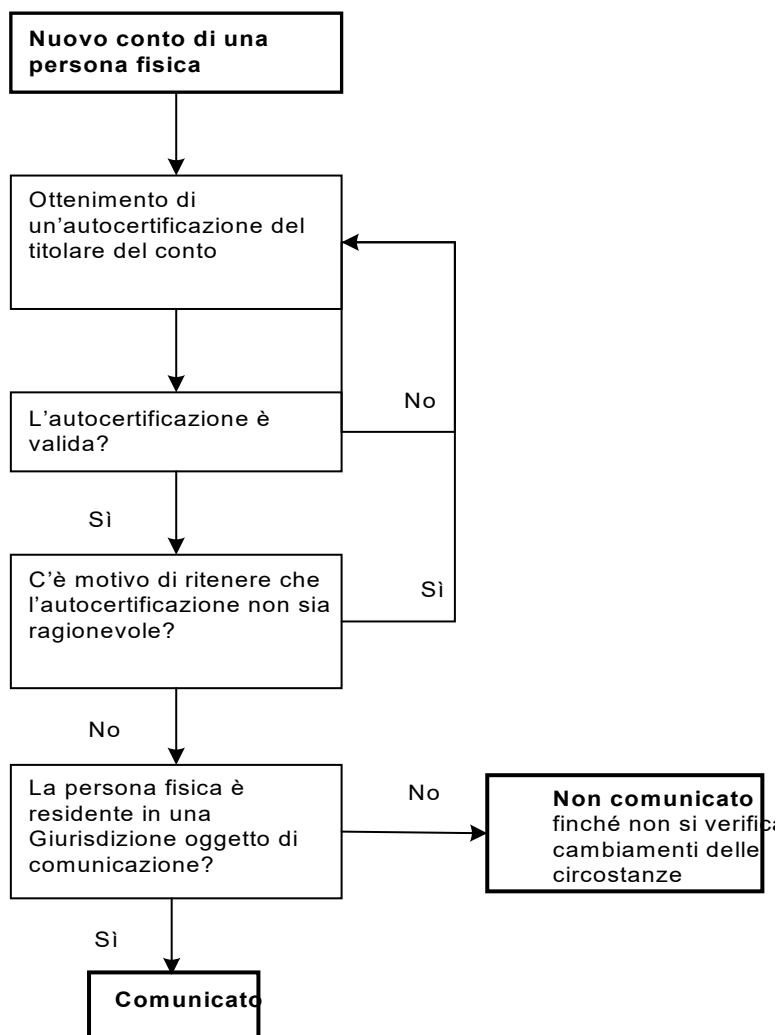 Nuovo conto di una
persona fisica
Ottenimento di
un'autocertificazione del
titolare del conto
L'autocertificazione è
valida?
No
Sì
C'è motivo di ritenere che
l'autocertificazione non sia
ragionevole?
Sì
No
La persona fisica è
residente in una
Giurisdizione oggetto di
comunicazione?
No
Non comunicato
finché non si verifica
cambiamenti delle
circostanze
Sì
Comunicato